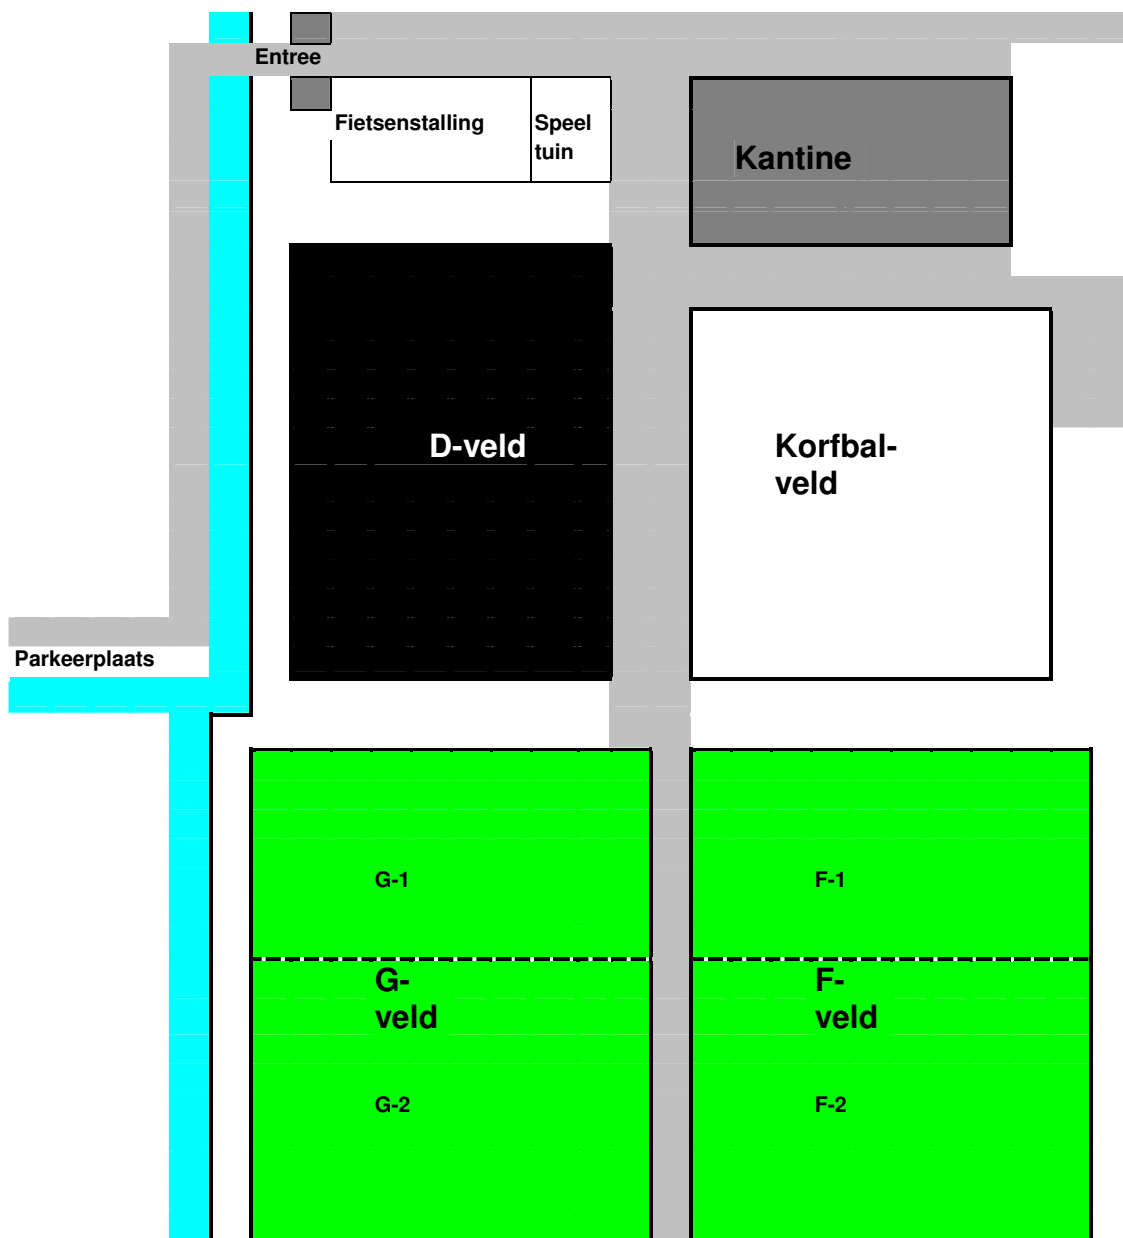 Entree
Fietsenstalling
Speel
tuin
Kantine
D-veld
Korfbal-
veld
Parkeerplaats
G-1
F-1
G-
veld
F-
veld
G-2
F-2